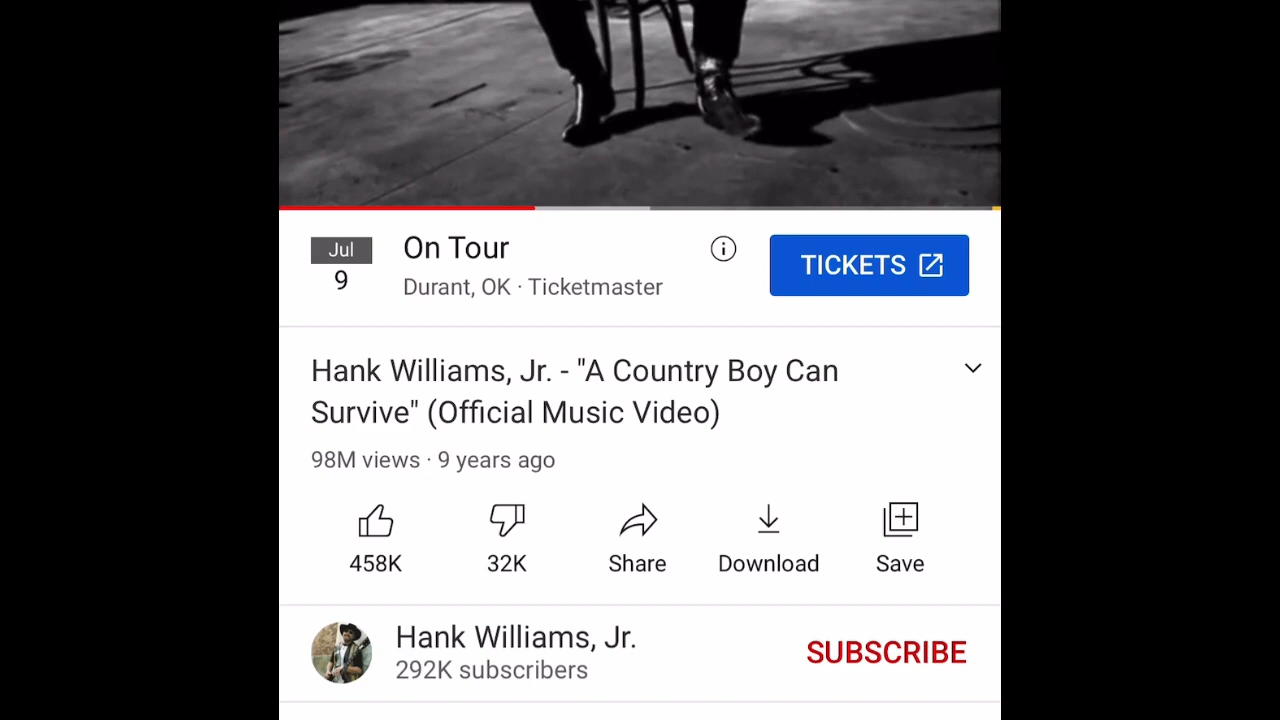 Jul
9
On Tour
Durant, OK · Ticketmaster
TICKETS
Hank Williams, Jr. - "A Country Boy Can
Survive" (Official Music Video)
98M views · 9 years ago
458K
32K
Share
Download
Save
Hank Williams, Jr.
292K subscribers
SUBSCRIBE